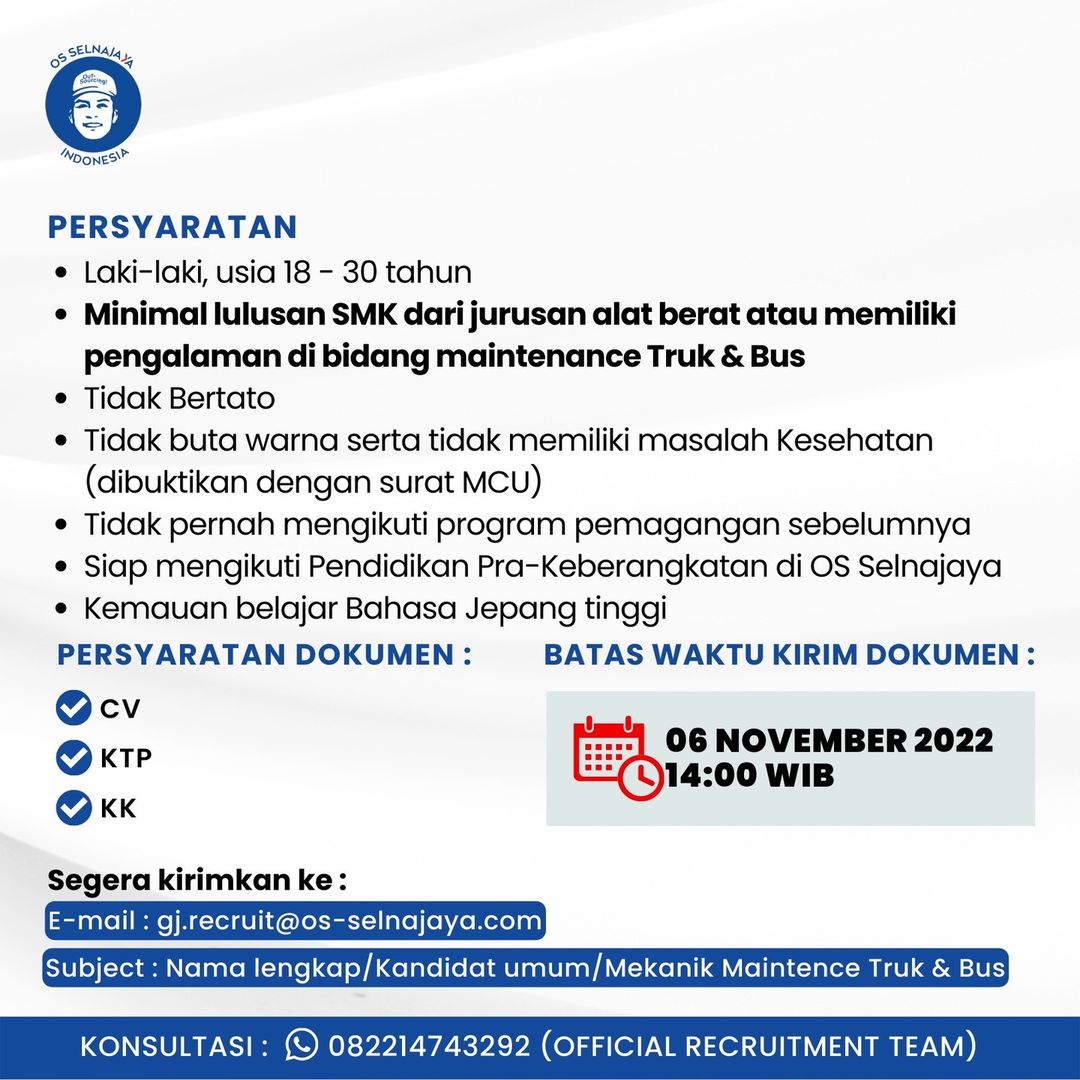 OS SELNAJAYA
OUT-
Sourcing!
INDONESIA
PERSYARATAN
• Laki-laki, usia 18 - 30 tahun
• Minimal lulusan SMK dari jurusan alat berat atau memiliki
pengalaman di bidang maintenance Truk & Bus
• Tidak Bertato
• Tidak buta warna serta tidak memiliki masalah Kesehatan
(dibuktikan dengan surat MCU)
• Tidak pernah mengikuti program pemagangan sebelumnya
• Siap mengikuti Pendidikan Pra-Keberangkatan di OS Selnajaya
• Kemauan belajar Bahasa Jepang tinggi
PERSYARATAN DOKUMEN :
CV
KTP
KK
BATAS WAKTU KIRIM DOKUMEN :
06 NOVEMBER 2022
14:00 WIB
Segera kirimkan ke :
E-mail : gj.recruit@os-selnajaya.com
Subject : Nama lengkap/Kandidat umum/Mekanik Maintence Truk & Bus
KONSULTASI : 082214743292 (OFFICIAL RECRUITMENT TEAM)